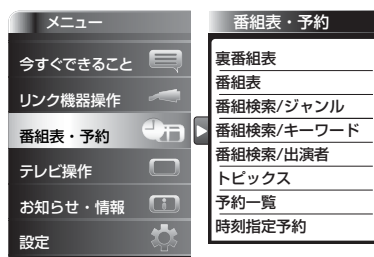 メニュー
今すぐできること
リンク機器操作
番組表・予約
テレビ操作
お知らせ・情報
設定
番組表・予約
裏番組表
番組表
番組検索/ジャンル
番組検索/キーワード
番組検索/出演者
トピックス
予約一覧
時刻指定予約